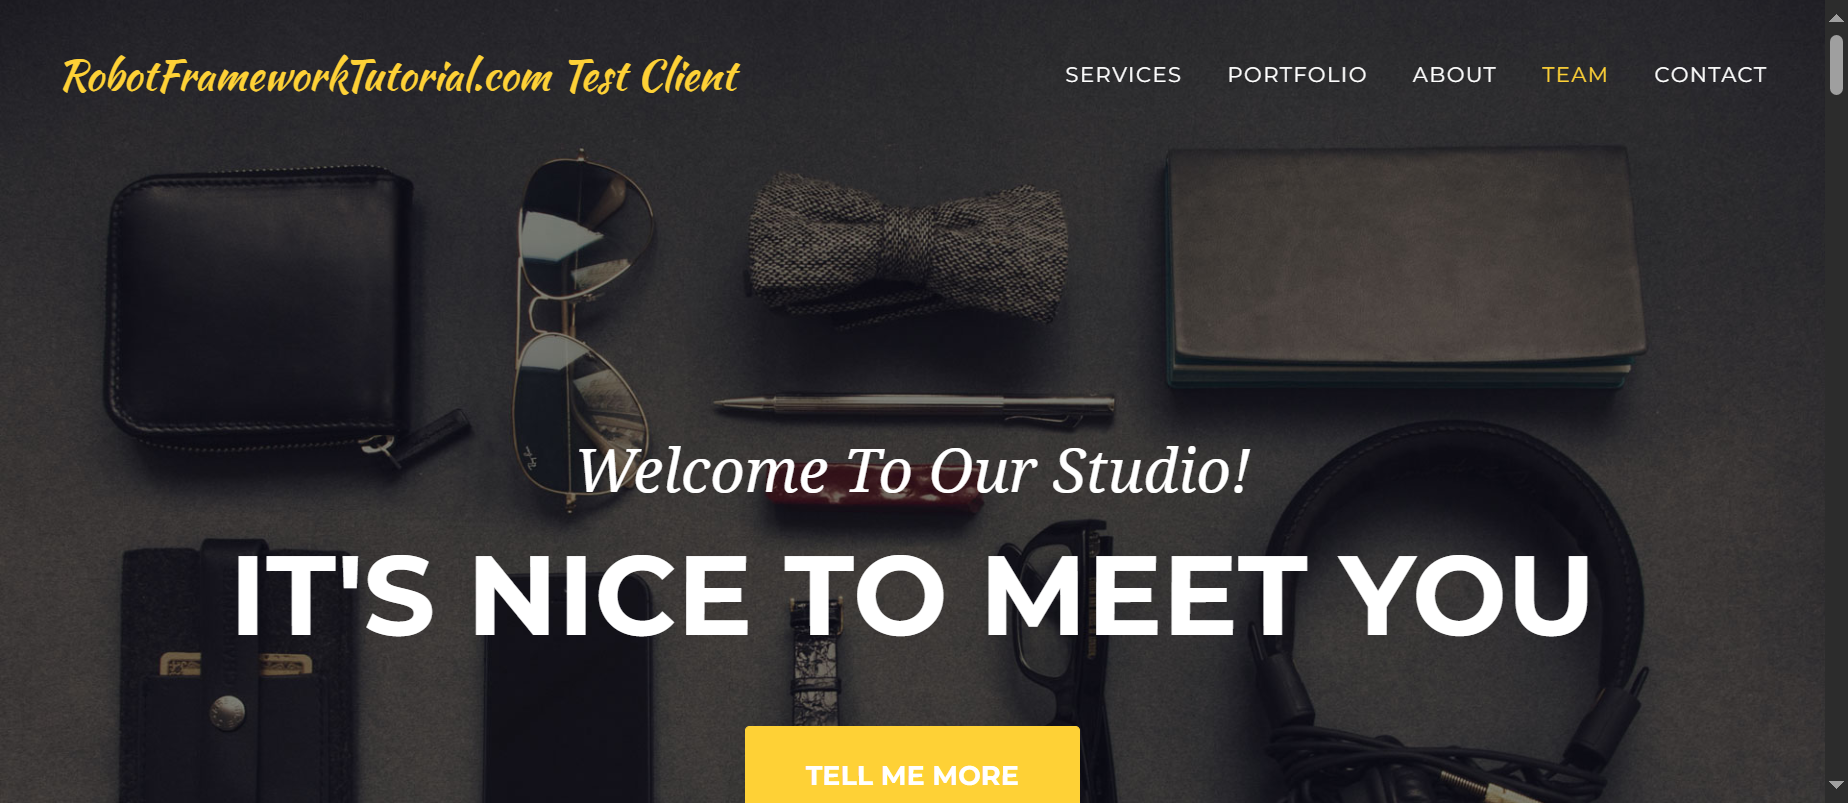 RobotFrameworkTutorial.com Test Client
SERVICES PORTFOLIO ABOUT TEAM CONTACT
Welcome To Our Studio!
IT'S NICE TO MEET YOU
TELL ME MORE